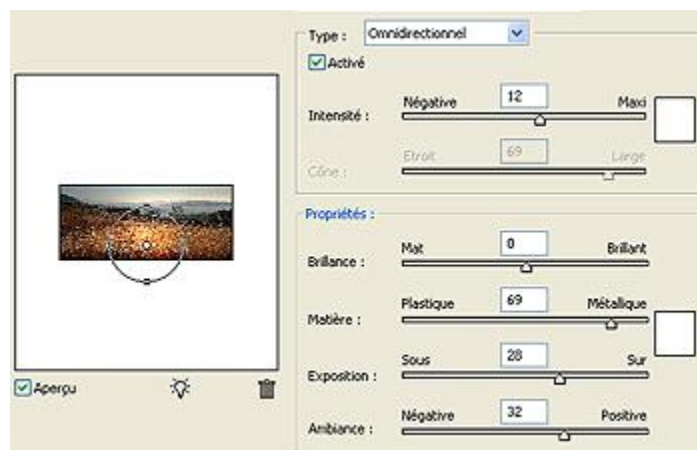 Type : Omnidirectionnel
Activé
Négative 12 Maxi
Intensité :
Etroit 69 Large
Cône :
Propriétés :
Mat 0 Brillant
Brillance :
Plastique 69 Métallique
Matière :
Sous 28 Sur
Exposition :
Négative 32 Positive
Ambiance :
Aperçu